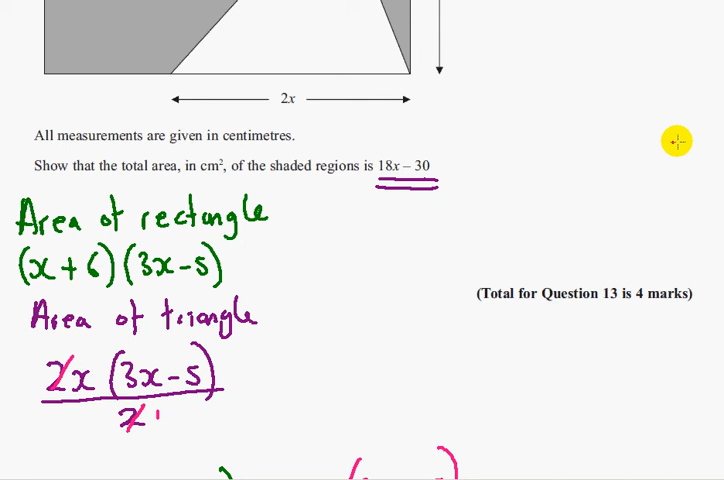 2x
All measurements are given in centimetres.
Show that the total area, in cm², of the shaded regions is 18x – 30
Area of rectangle
(x + 6)(3x – 5)
(Total for Question 13 is 4 marks)
Area of triangle
2x (3x – 5)
2 1